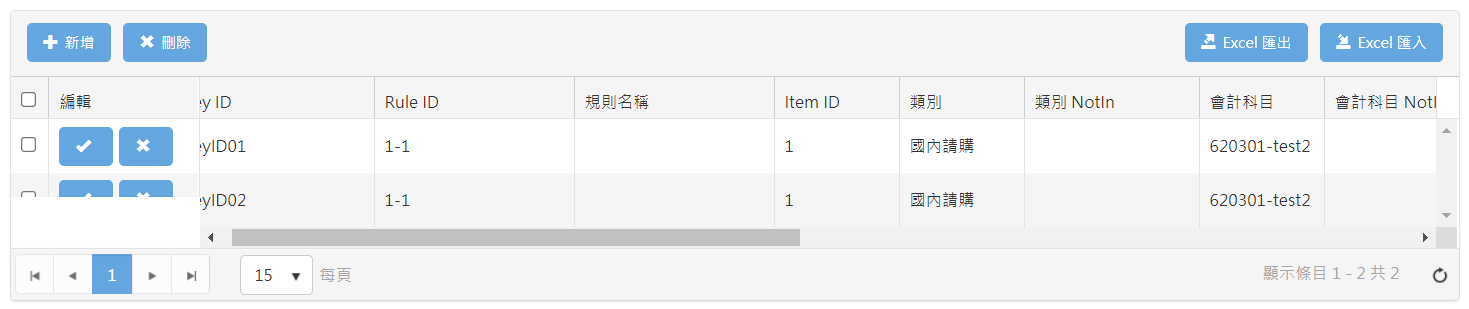 新增 刪除 Excel 匯出 Excel 匯入
編輯 ey ID Rule ID 規則名稱 Item ID 類別 類別 NotIn 會計科目 會計科目 NotI
eyID01 1-1 1 國內請購 620301-test2
eyID02 1-1 1 國內請購 620301-test2
1 15 每頁 顯示條目 1 - 2 共 2